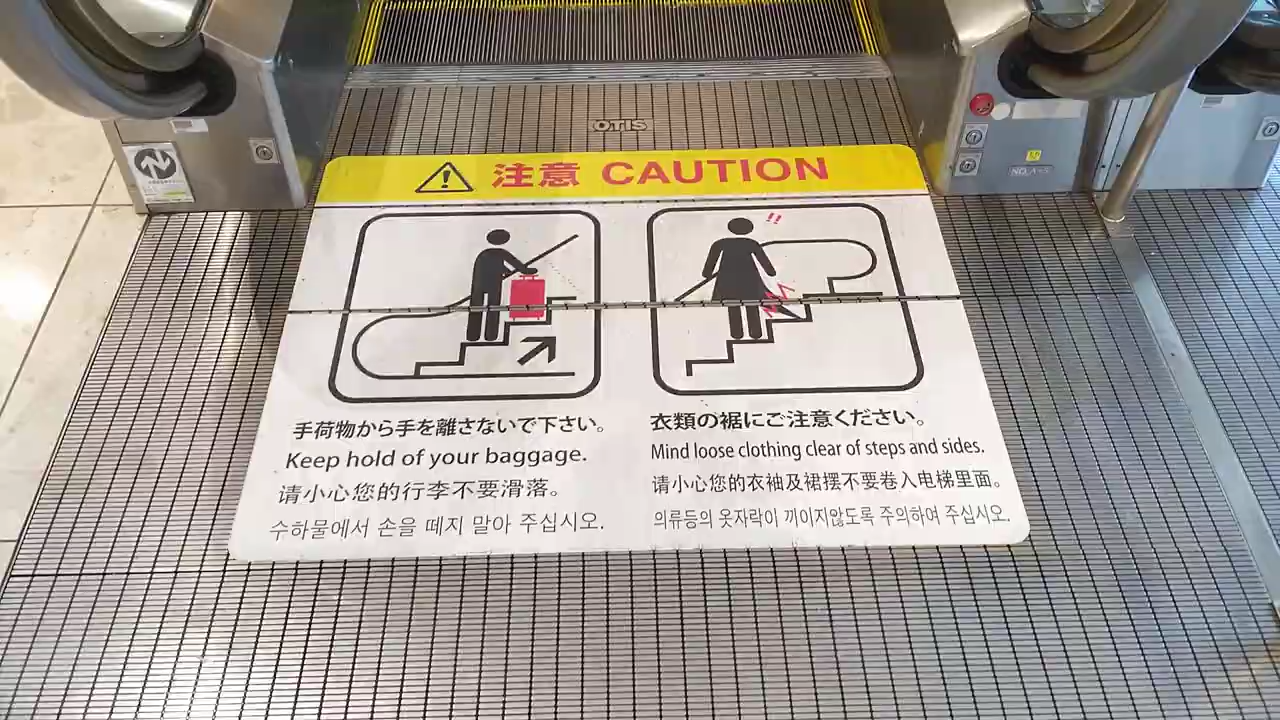 OTIS
注意 CAUTION
手荷物から手を離さないで下さい。
Keep hold of your baggage.
请小心您的行李不要滑落。
수하물에서 손을 떼지 말아 주십시오.
衣類の裾にご注意ください。
Mind loose clothing clear of steps and sides.
请小心您的衣袖及裙摆不要卷入电梯里面。
의류등의 옷자락이 끼이지않도록 주의하여 주십시오.